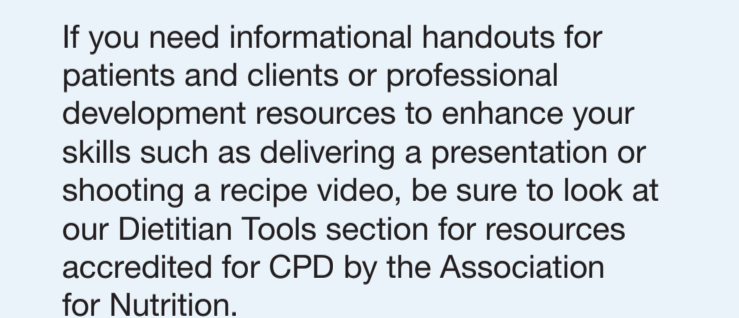 If you need informational handouts for
patients and clients or professional
development resources to enhance your
skills such as delivering a presentation or
shooting a recipe video, be sure to look at
our Dietitian Tools section for resources
accredited for CPD by the Association
for Nutrition.